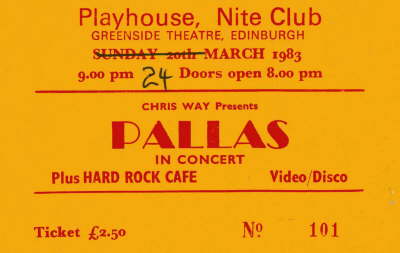 Playhouse, Nite Club
GREENSIDE THEATRE, EDINBURGH
SUNDAY 20th MARCH 1983
9.00 pm 24 Doors open 8.00 pm
CHRIS WAY Presents
PALLAS
IN CONCERT
Plus HARD ROCK CAFE Video/Disco
Ticket £2.50 Nº 101